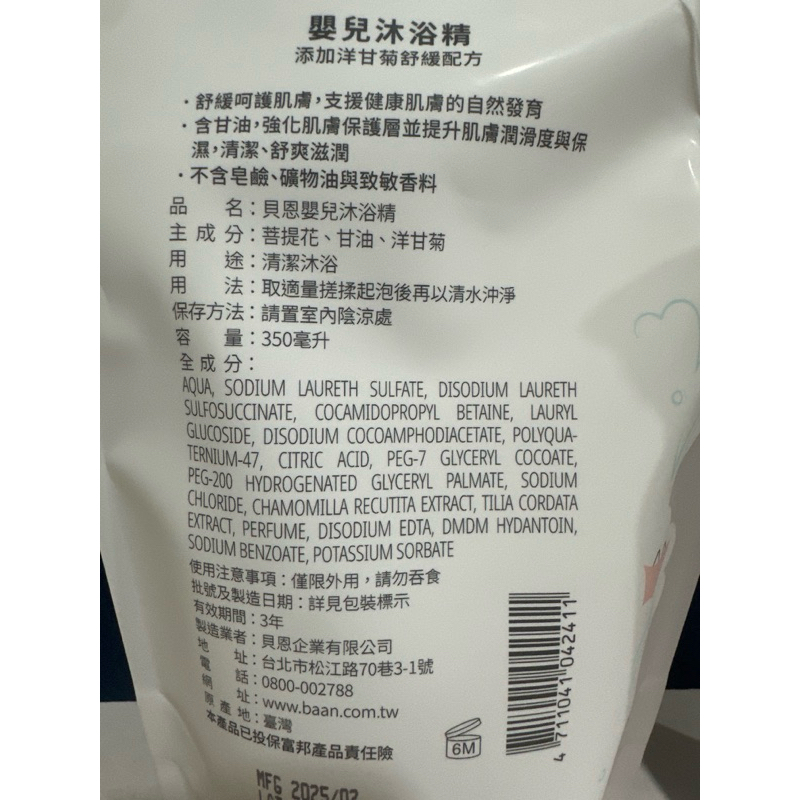 嬰兒沐浴精
添加洋甘菊舒緩配方
・舒緩呵護肌膚，支援健康肌膚的自然發育
・含甘油，強化肌膚保護層並提升肌膚潤滑度與保
濕，清潔、舒爽滋潤
・不含皂鹼、礦物油與致敏香料
品名：貝恩嬰兒沐浴精
主成分：菩提花、甘油、洋甘菊
用途：清潔沐浴
用法：取適量搓揉起泡後再以清水沖淨
保存方法：請置室內陰涼處
容量：350毫升
全成分：
AQUA, SODIUM LAURETH SULFATE, DISODIUM LAURETH
SULFOSUCCINATE, COCAMIDOPROPYL BETAINE, LAURYL
GLUCOSIDE, DISODIUM COCOAMPHODIACETATE, POLYQUA-
TERNIUM-47, CITRIC ACID, PEG-7 GLYCERYL COCOATE,
PEG-200 HYDROGENATED GLYCERYL PALMATE, SODIUM
CHLORIDE, CHAMOMILLA RECUTITA EXTRACT, TILIA CORDATA
EXTRACT, PERFUME, DISODIUM EDTA, DMDM HYDANTOIN,
SODIUM BENZOATE, POTASSIUM SORBATE
使用注意事項：僅限外用，請勿吞食
批號及製造日期：詳見包裝標示
有效期間：3年
製造業者：貝恩企業有限公司
地址：台北市松江路70巷3-1號
電話：0800-002788
網址：www.baan.com.tw
原產地：臺灣
本產品已投保富邦產品責任險
6M
4 711041 042411
MFG 2025/02